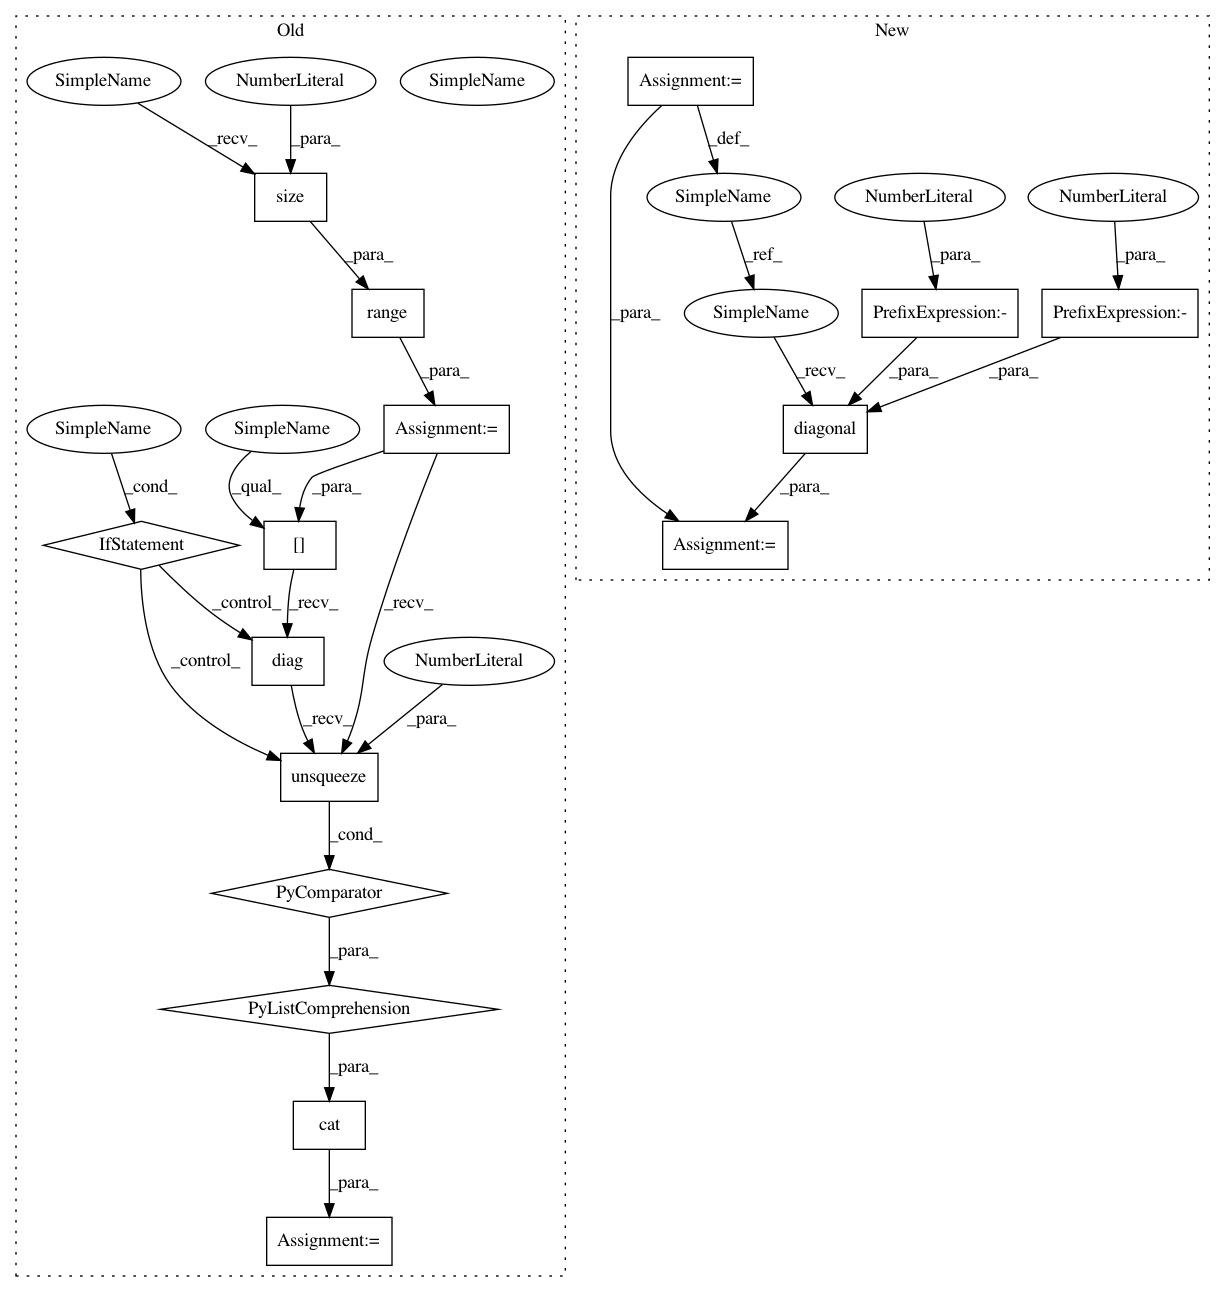 Old
New
SimpleName
NumberLiteral
SimpleName
Assignment:=
_recv_
_para_
_def_
size
SimpleName
NumberLiteral
NumberLiteral
_para_
_ref_
_para_
_para_
range
_para_
SimpleName
PrefixExpression:-
PrefixExpression:-
_para_
_recv_
_para_
_para_
SimpleName
SimpleName
Assignment:=
diagonal
_cond_
_qual_
_para_
_para_
IfStatement
[]
Assignment:=
_control_
_recv_
_recv_
_control_
diag
NumberLiteral
_recv_
_para_
unsqueeze
_cond_
PyComparator
_para_
PyListComprehension
_para_
cat
_para_
Assignment:=